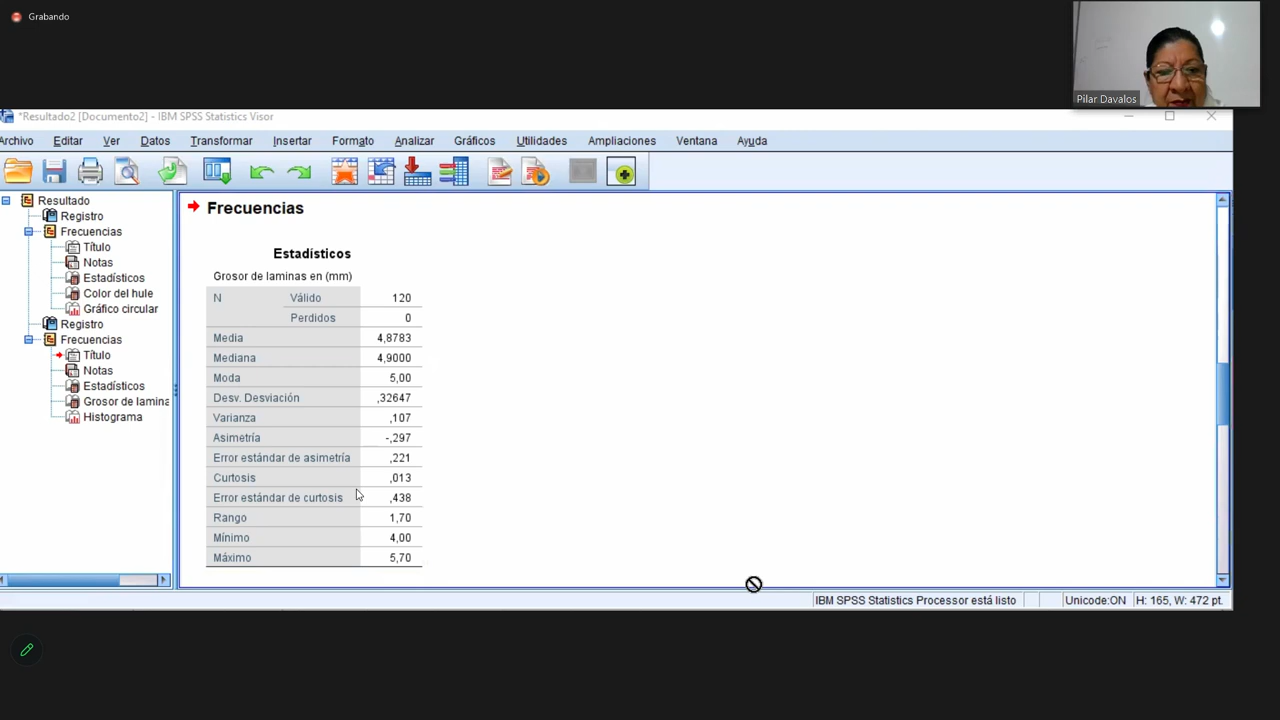 Grabando
Pilar Davalos
*Resultado2 [Documento2] - IBM SPSS Statistics Visor
Archivo Editar Ver Datos Transformar Insertar Formato Analizar Gráficos Utilidades Ampliaciones Ventana Ayuda
Resultado
Registro
Frecuencias
Título
Notas
Estadísticos
Color del hule
Gráfico circular
Registro
Frecuencias
Título
Notas
Estadísticos
Grosor de lamina
Histograma
Frecuencias
Estadísticos
Grosor de laminas en (mm)
N Válido 120
Perdidos 0
Media 4,8783
Mediana 4,9000
Moda 5,00
Desv. Desviación ,32647
Varianza ,107
Asimetría -,297
Error estándar de asimetría ,221
Curtosis ,013
Error estándar de curtosis ,438
Rango 1,70
Mínimo 4,00
Máximo 5,70
IBM SPSS Statistics Processor está listo Unicode:ON H: 165, W: 472 pt.